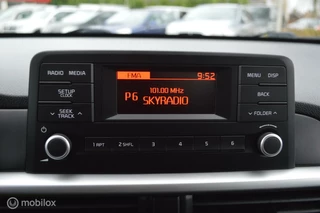 RADIO MEDIA
FMA 9:52
MENU DISP
SETUP
CLOCK
101.00 MHz
P6 SKYRADIO
BACK
SEEK
TRACK
FOLDER
1 RPT 2 SHFL 3 4 5 6
mobilox